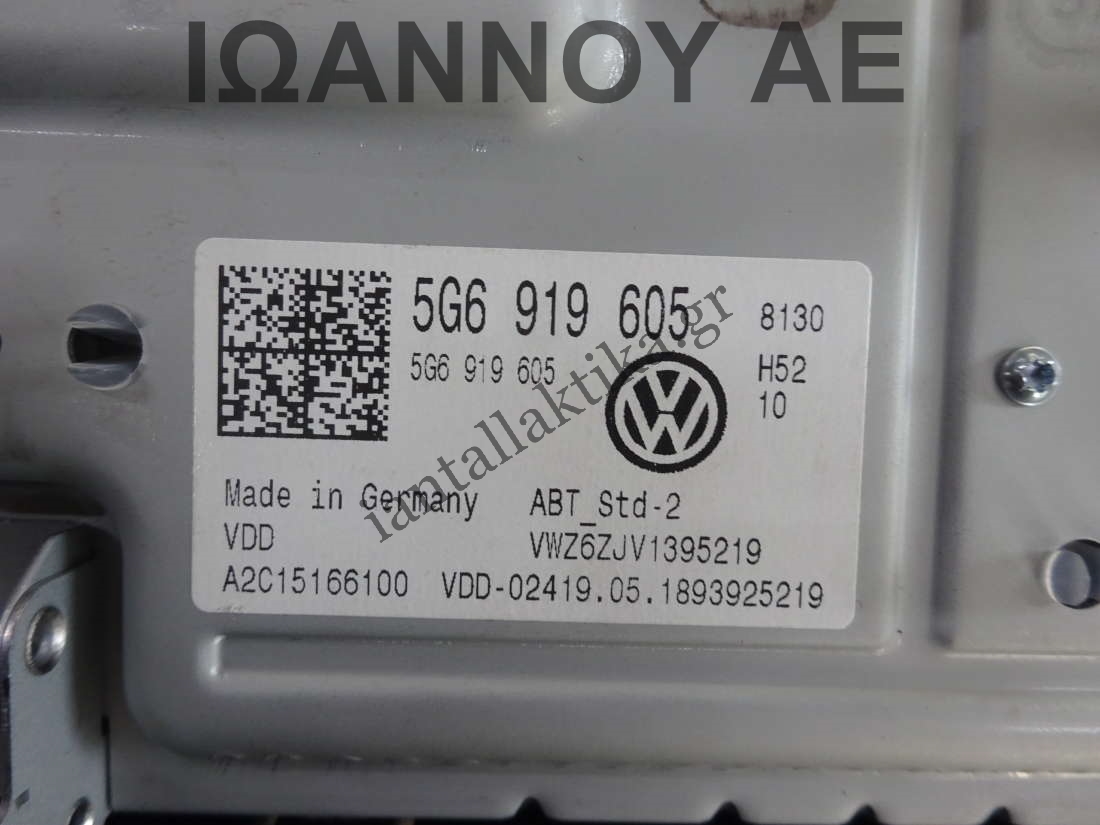 ΙΩΑΝΝΟΥ ΑΕ
5G6 919 605
8130
5G6 919 605
H52
10
Made in Germany
ABT_Std-2
VDD
VWZ6ZJV1395219
A2C15166100
VDD-02419.05.1893925219
iantallaktika.gr